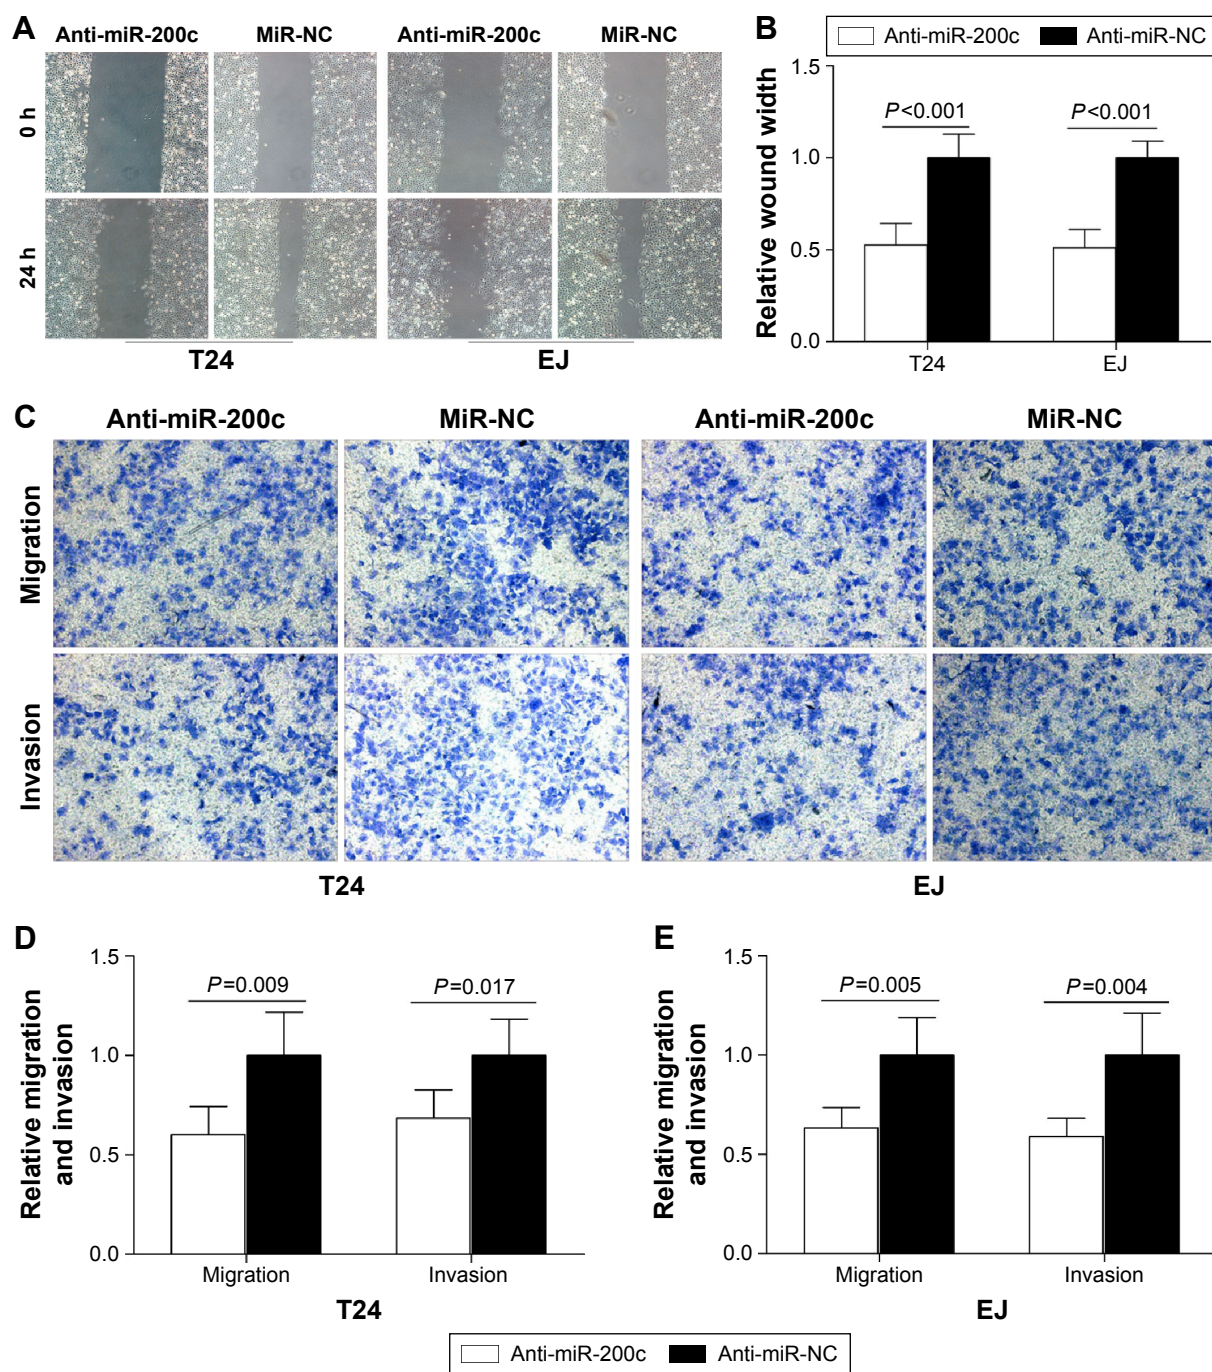 A
Anti-miR-200c MiR-NC Anti-miR-200c MiR-NC
0 h
24 h
T24 EJ
B
Anti-miR-200c Anti-miR-NC
Relative wound width
1.5
1.0
0.5
0.0
P<0.001 P<0.001
T24 EJ
C
Anti-miR-200c MiR-NC Anti-miR-200c MiR-NC
Migration
Invasion
T24 EJ
D
Relative migration
and invasion
1.5
1.0
0.5
0.0
P=0.009 P=0.017
Migration Invasion
T24
E
Relative migration
and invasion
1.5
1.0
0.5
0.0
P=0.005 P=0.004
Migration Invasion
EJ
Anti-miR-200c Anti-miR-NC